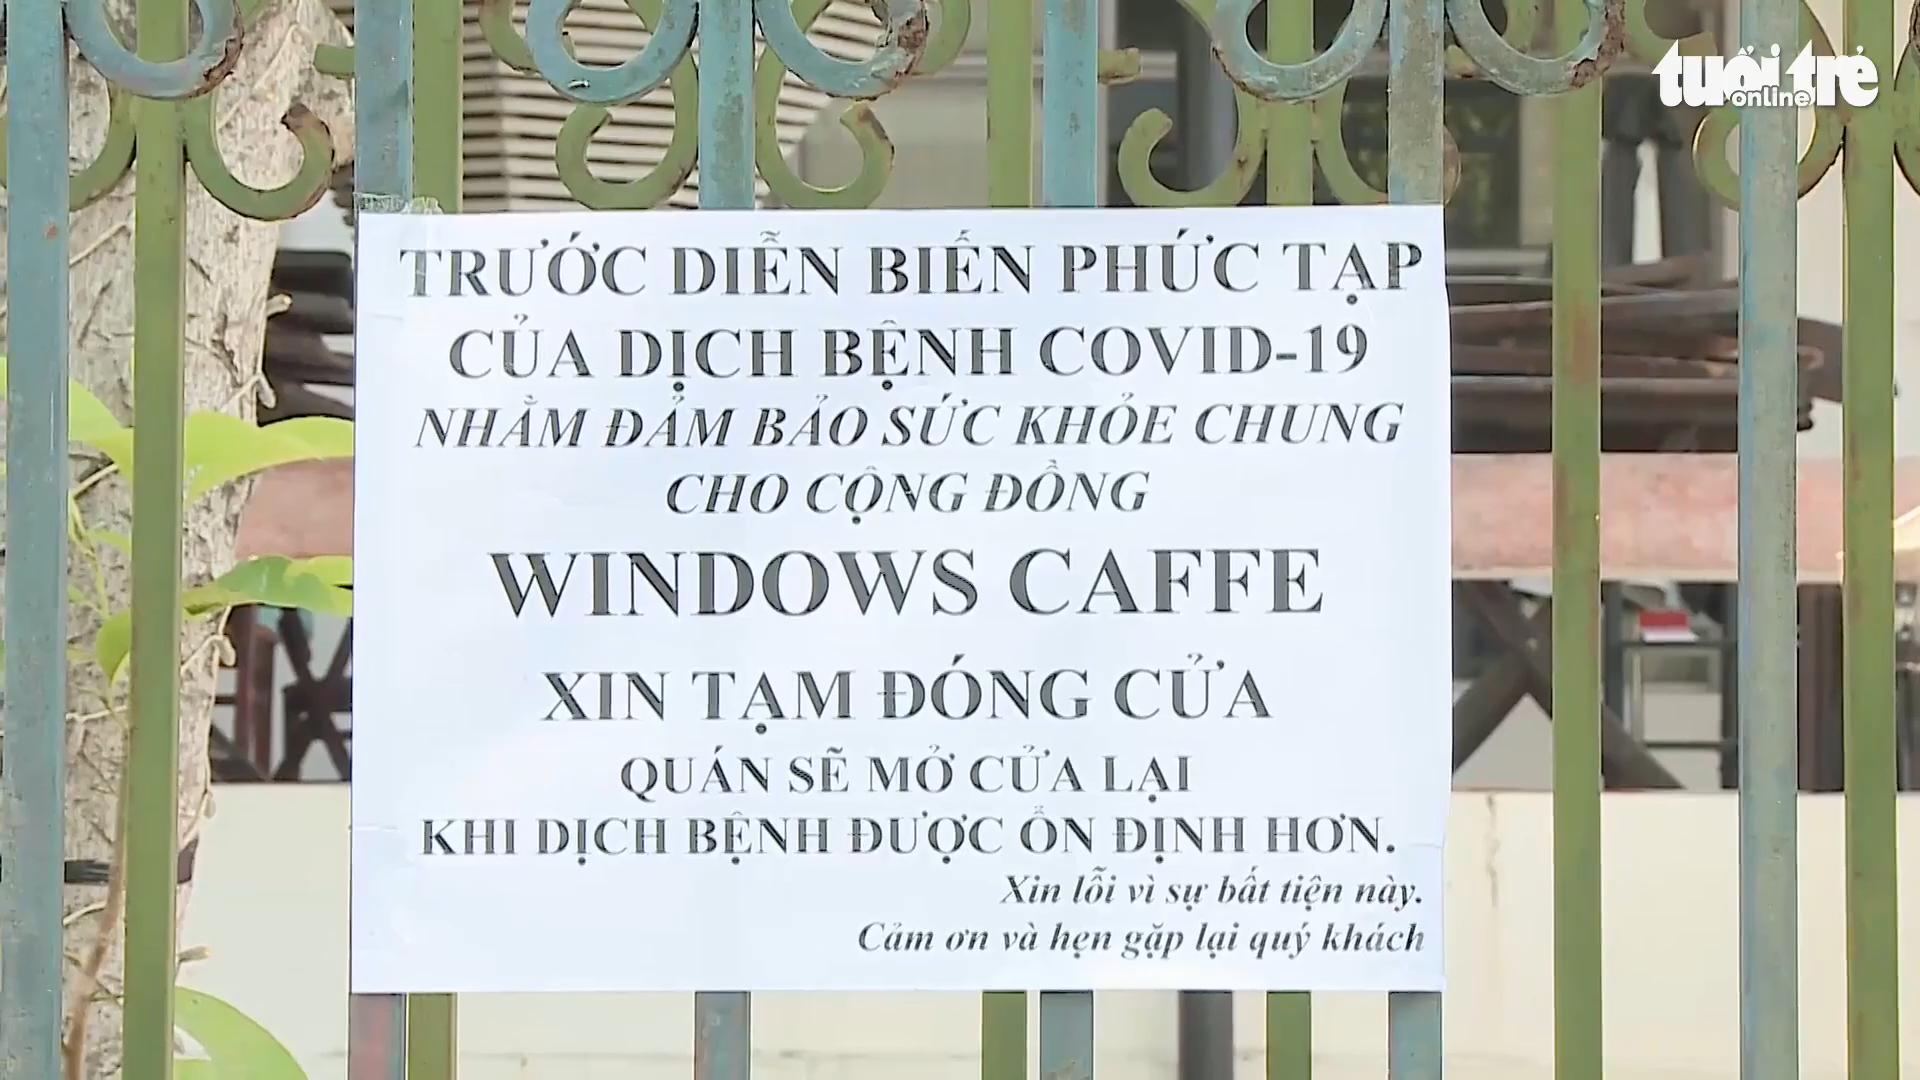 tuổi trẻ
online
TRƯỚC DIỄN BIẾN PHỨC TẠP
CỦA DỊCH BỆNH COVID-19
NHẰM ĐẢM BẢO SỨC KHỎE CHUNG
CHO CỘNG ĐỒNG
WINDOWS CAFFE
XIN TẠM ĐÓNG CỬA
QUÁN SẼ MỞ CỬA LẠI
KHI DỊCH BỆNH ĐƯỢC ỔN ĐỊNH HƠN.
Xin lỗi vì sự bất tiện này.
Cảm ơn và hẹn gặp lại quý khách